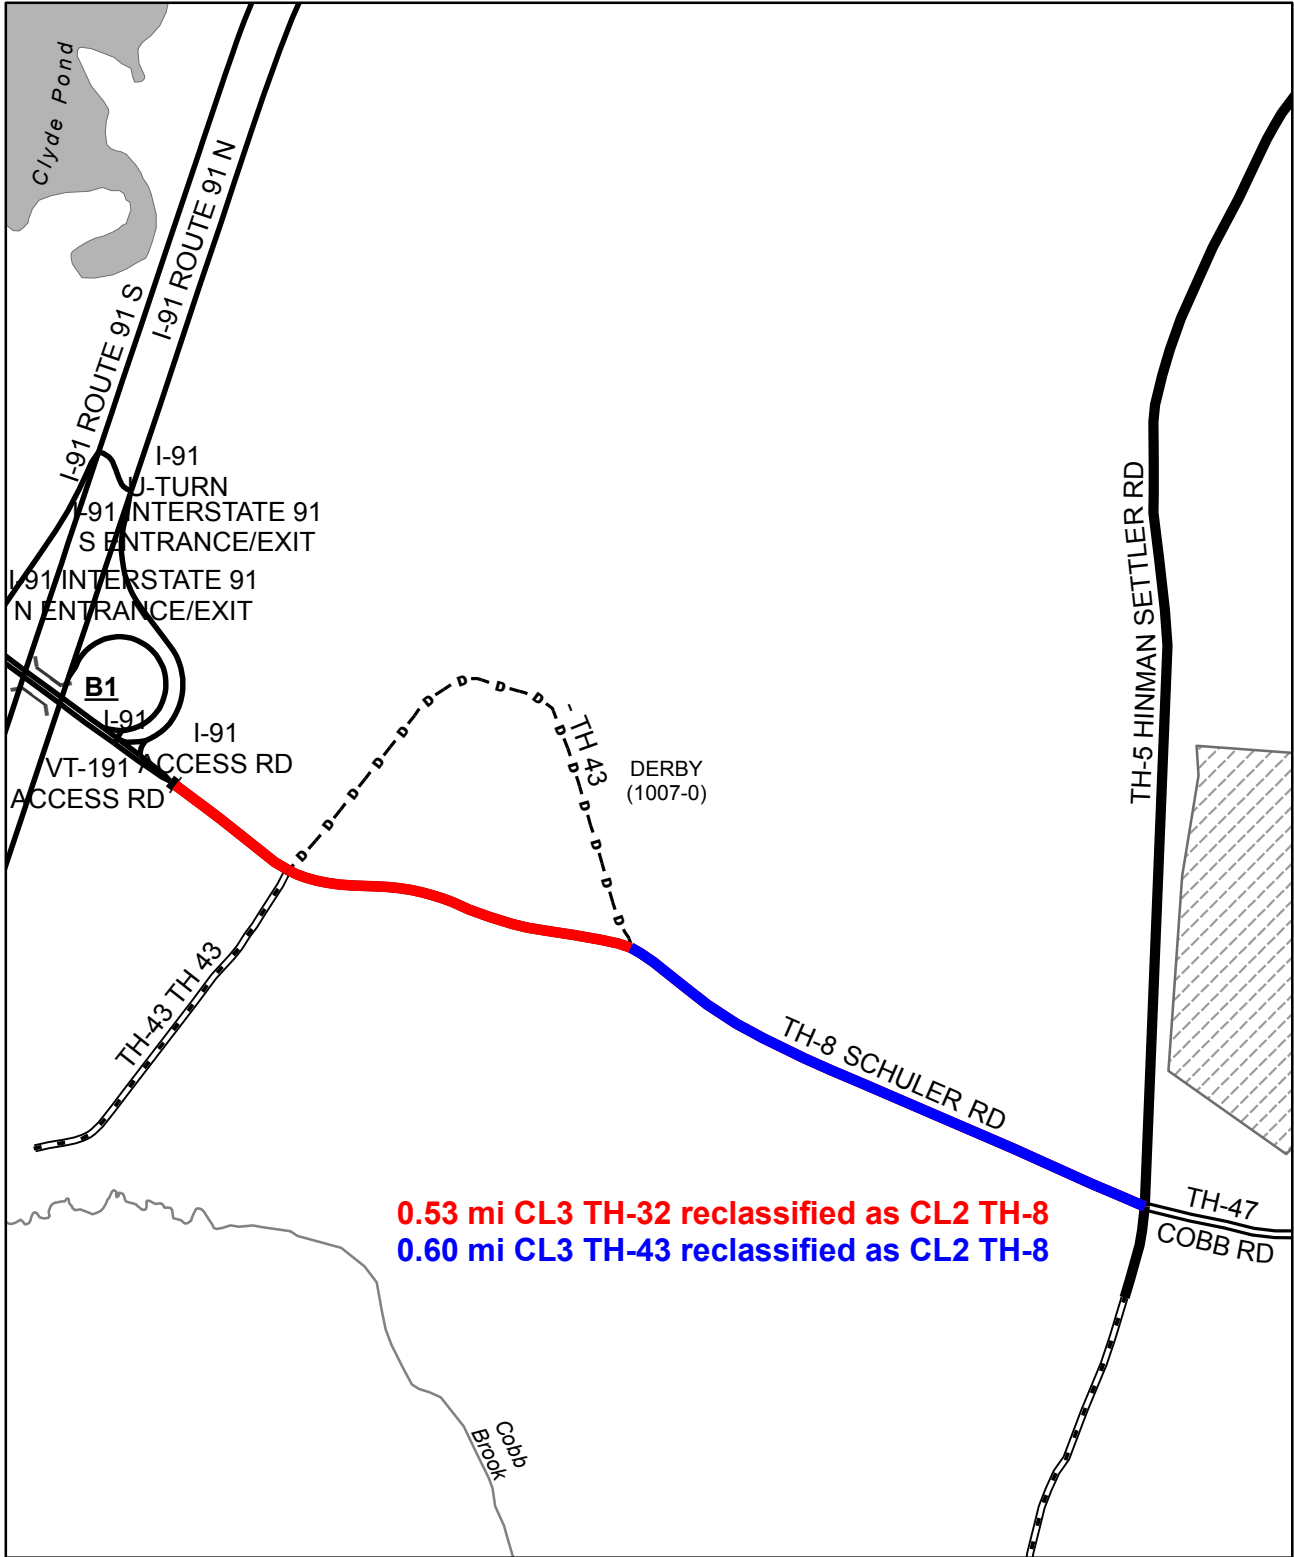 Clyde Pond
I-91 ROUTE 91 N
I-91 ROUTE 91 S
I-91
U-TURN
I-91 INTERSTATE 91
S ENTRANCE/EXIT
I-91 INTERSTATE 91
N ENTRANCE/EXIT
B1
I-91
I-91
ACCESS RD
VT-191
ACCESS RD
D D D D D D D D D D D D
- TH 43
DERBY
(1007-0)
TH-5 HINMAN SETTLER RD
TH-43 TH 43
TH-8 SCHULER RD
0.53 mi CL3 TH-32 reclassified as CL2 TH-8
0.60 mi CL3 TH-43 reclassified as CL2 TH-8
TH-47
COBB RD
Cobb
Brook